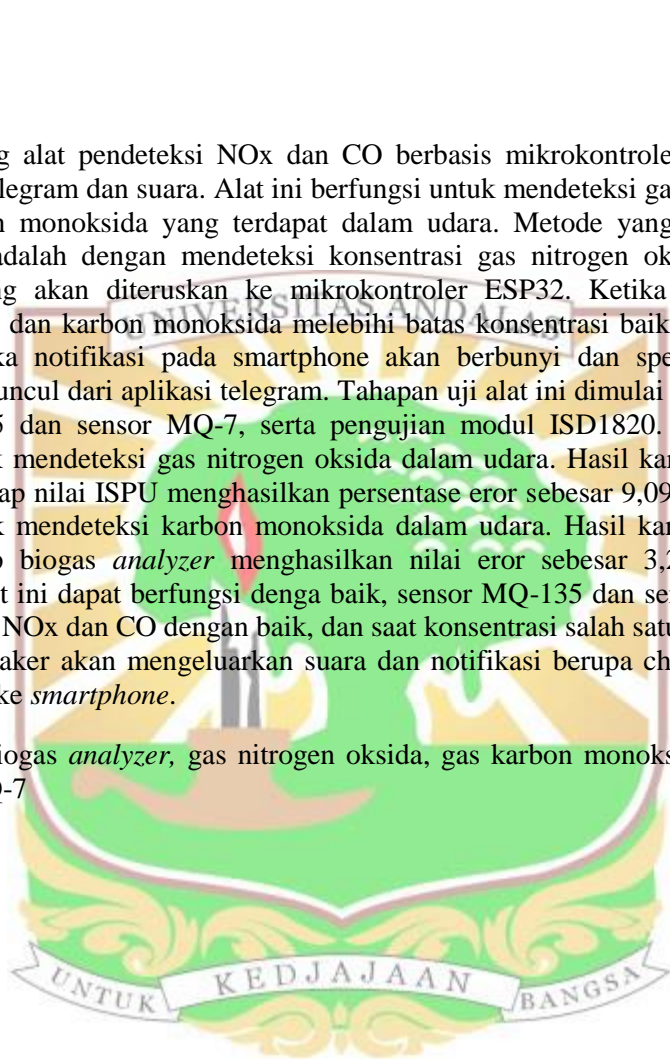 g alat pendeteksi NOx dan CO berbasis mikrokontrole
legram dan suara. Alat ini berfungsi untuk mendeteksi ga
n monoksida yang terdapat dalam udara. Metode yang
adalah dengan mendeteksi konsentrasi gas nitrogen ok
ng akan diteruskan ke mikrokontroler ESP32. Ketika
dan karbon monoksida melebihi batas konsentrasi baik
ka notifikasi pada smartphone akan berbunyi dan spe
uncul dari aplikasi telegram. Tahapan uji alat ini dimulai
5 dan sensor MQ-7, serta pengujian modul ISD1820.
k mendeteksi gas nitrogen oksida dalam udara. Hasil kar
ap nilai ISPU menghasilkan persentase eror sebesar 9,09
k mendeteksi karbon monoksida dalam udara. Hasil kar
p biogas analyzer menghasilkan nilai eror sebesar 3,2
t ini dapat berfungsi denga baik, sensor MQ-135 dan se
NOx dan CO dengan baik, dan saat konsentrasi salah satu
aker akan mengeluarkan suara dan notifikasi berupa ch
ke smartphone.
iogas analyzer, gas nitrogen oksida, gas karbon monoks
Q-7
UNIVERSITAS ANDALAS
UNTUK KEDJAJAAN BANGSA